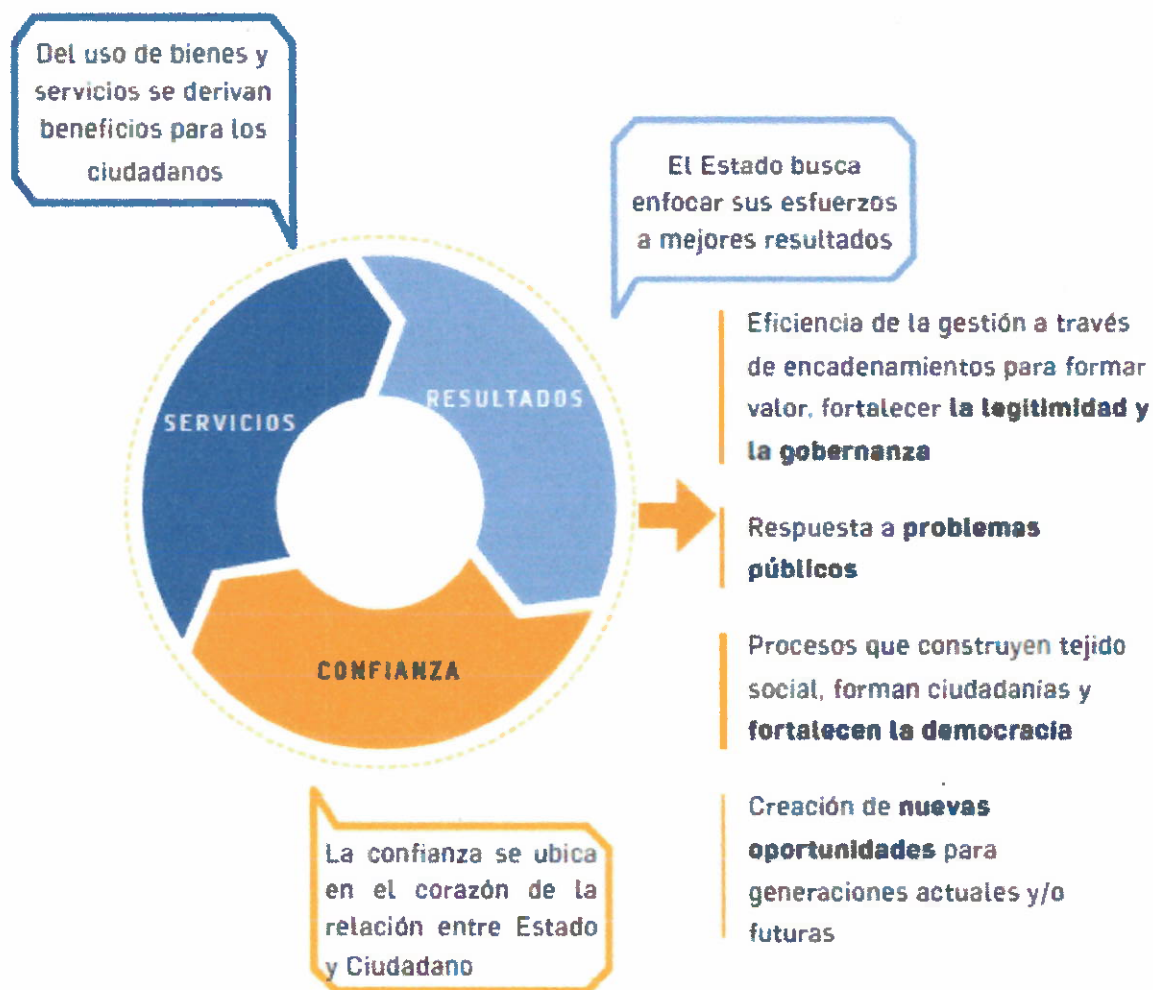 Del uso de bienes y
servicios se derivan
beneficios para los
ciudadanos
El Estado busca
enfocar sus esfuerzos
a mejores resultados
SERVICIOS
RESULTADOS
CONFIANZA
Eficiencia de la gestión a través
de encadenamientos para formar
valor, fortalecer la legitimidad y
la gobernanza
Respuesta a problemas
públicos
Procesos que construyen tejido
social, forman ciudadanías y
fortalecen la democracia
Creación de nuevas
oportunidades para
generaciones actuales y/o
futuras
La confianza se ubica
en el corazón de la
relación entre Estado
y Ciudadano